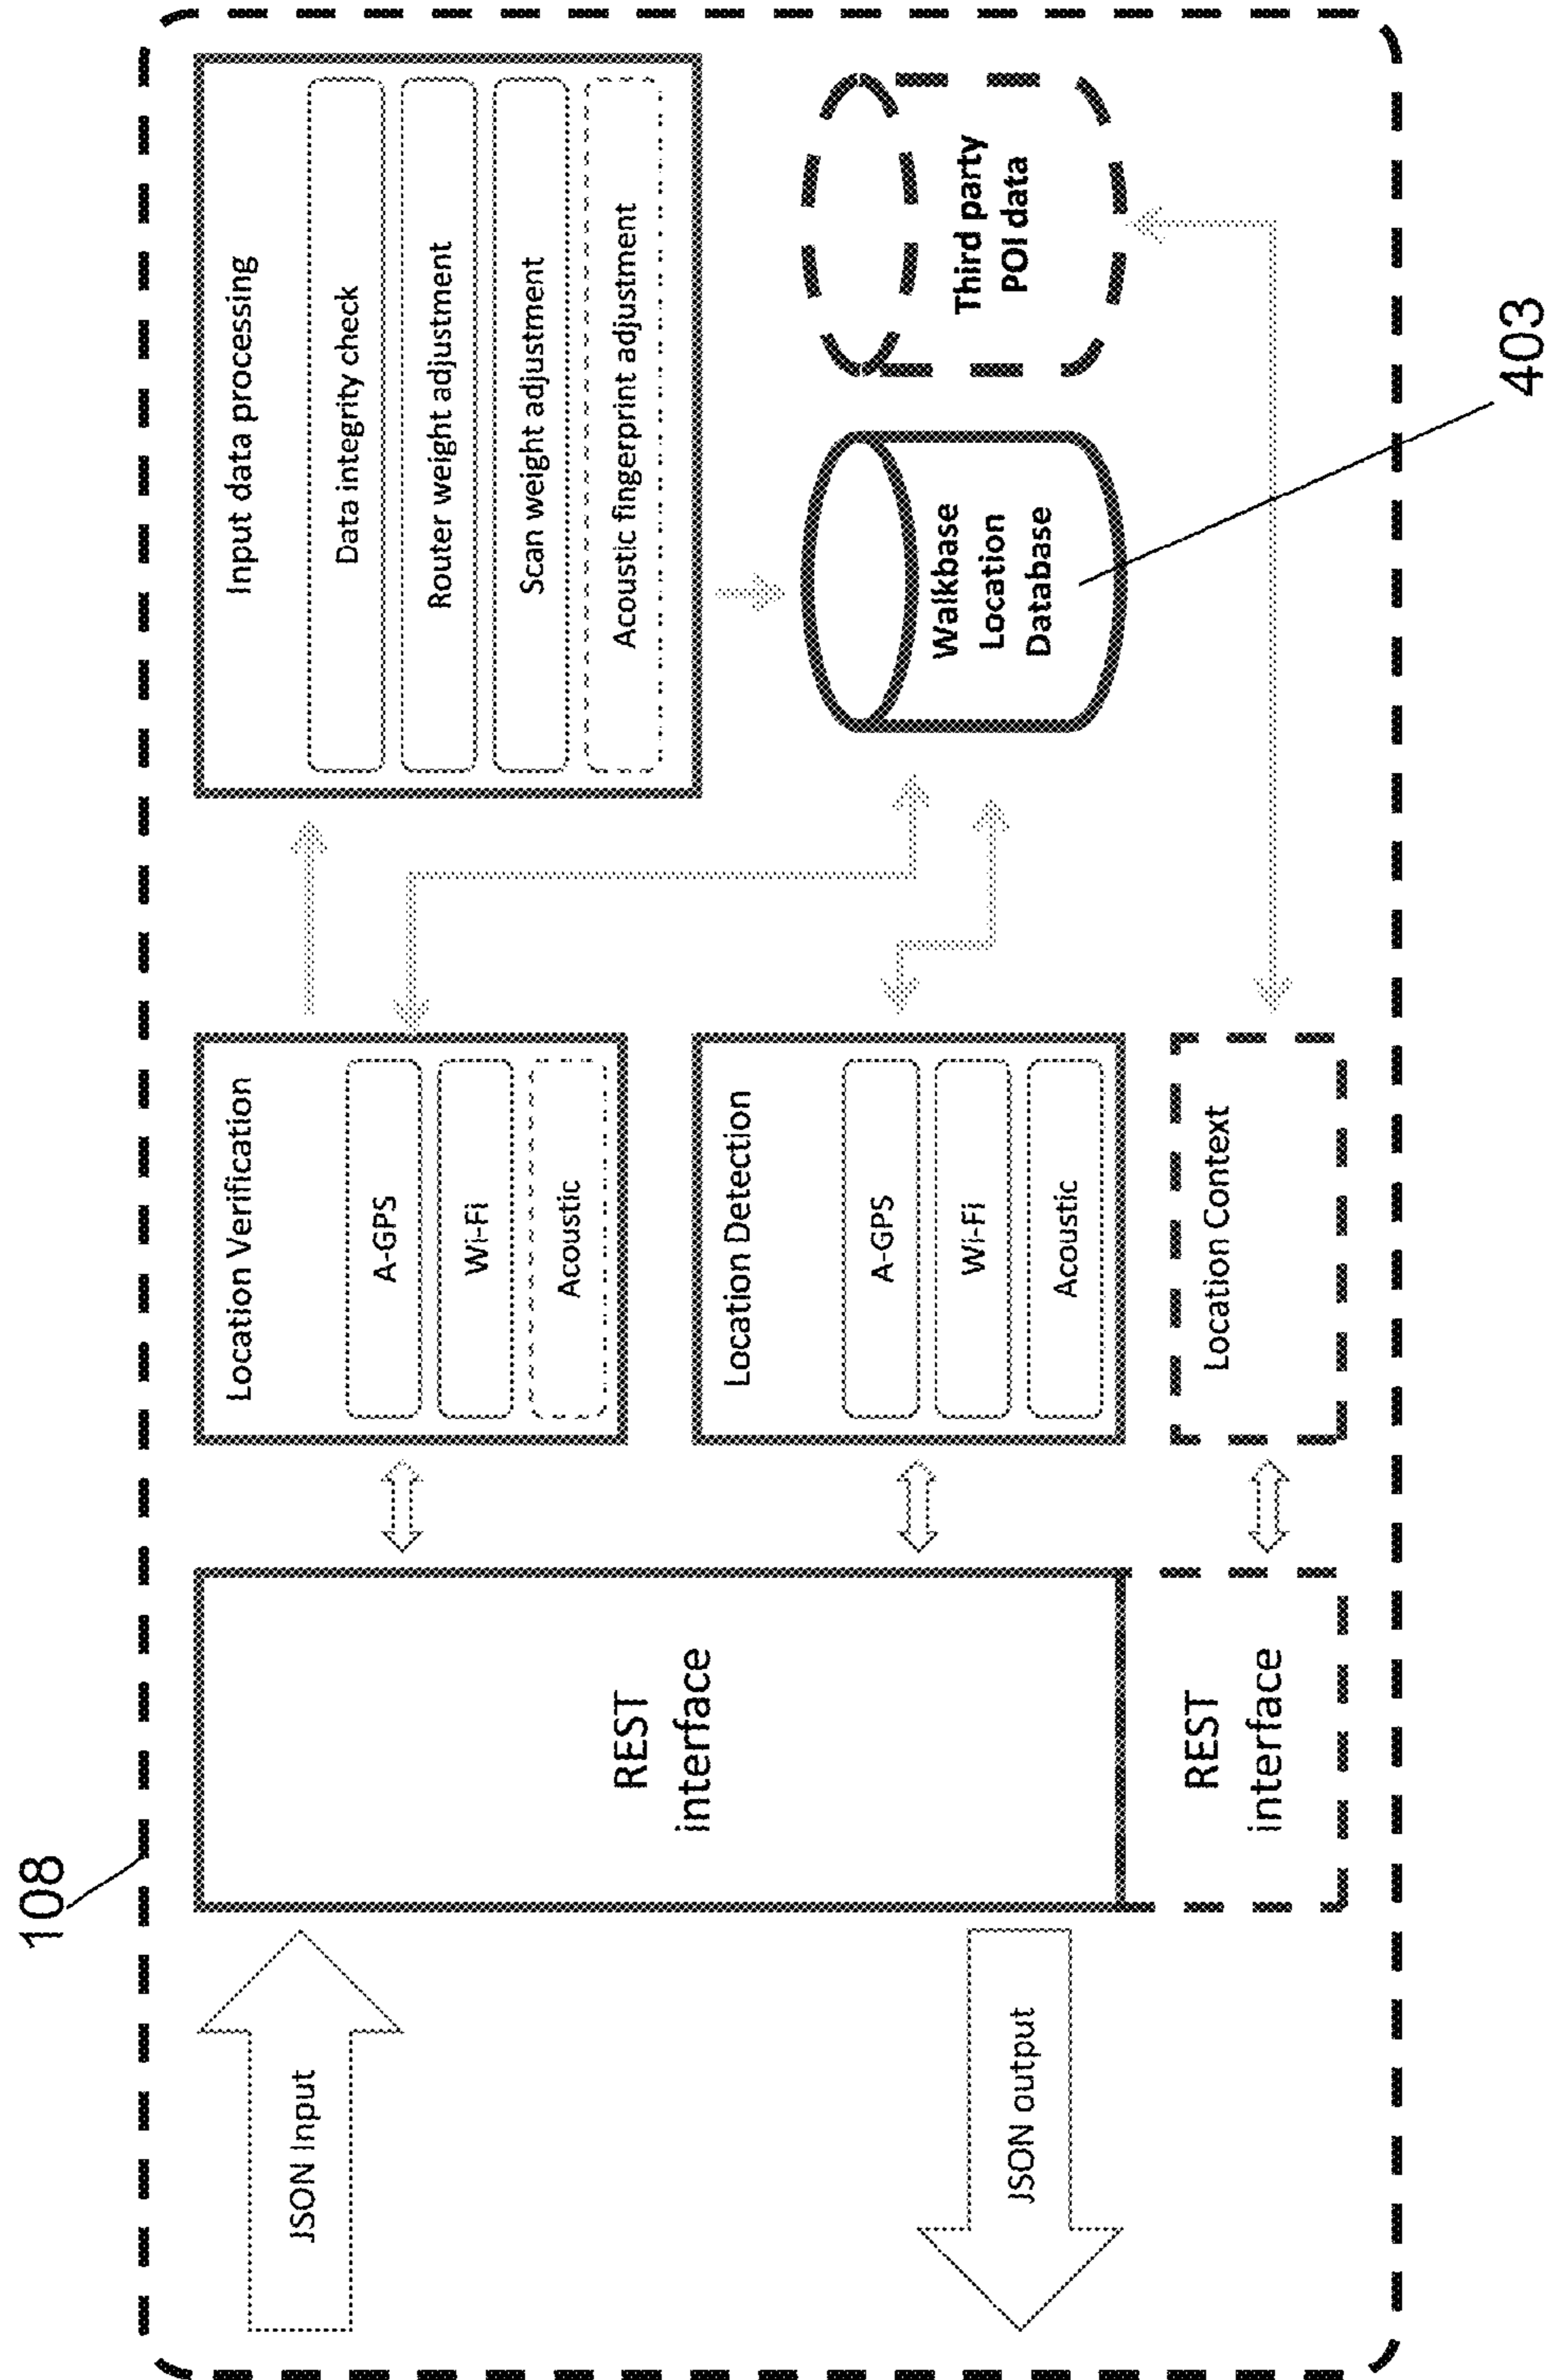 108
JSON Input
JSON output
REST
interface
REST
interface
Location Verification
A-GPS
Wi-Fi
Acoustic
Location Detection
A-GPS
Wi-Fi
Acoustic
Location Context
Input data processing
Data integrity check
Router weight adjustment
Scan weight adjustment
Acoustic fingerprint adjustment
Walkbase
Location
Database
Third party
POI data
403